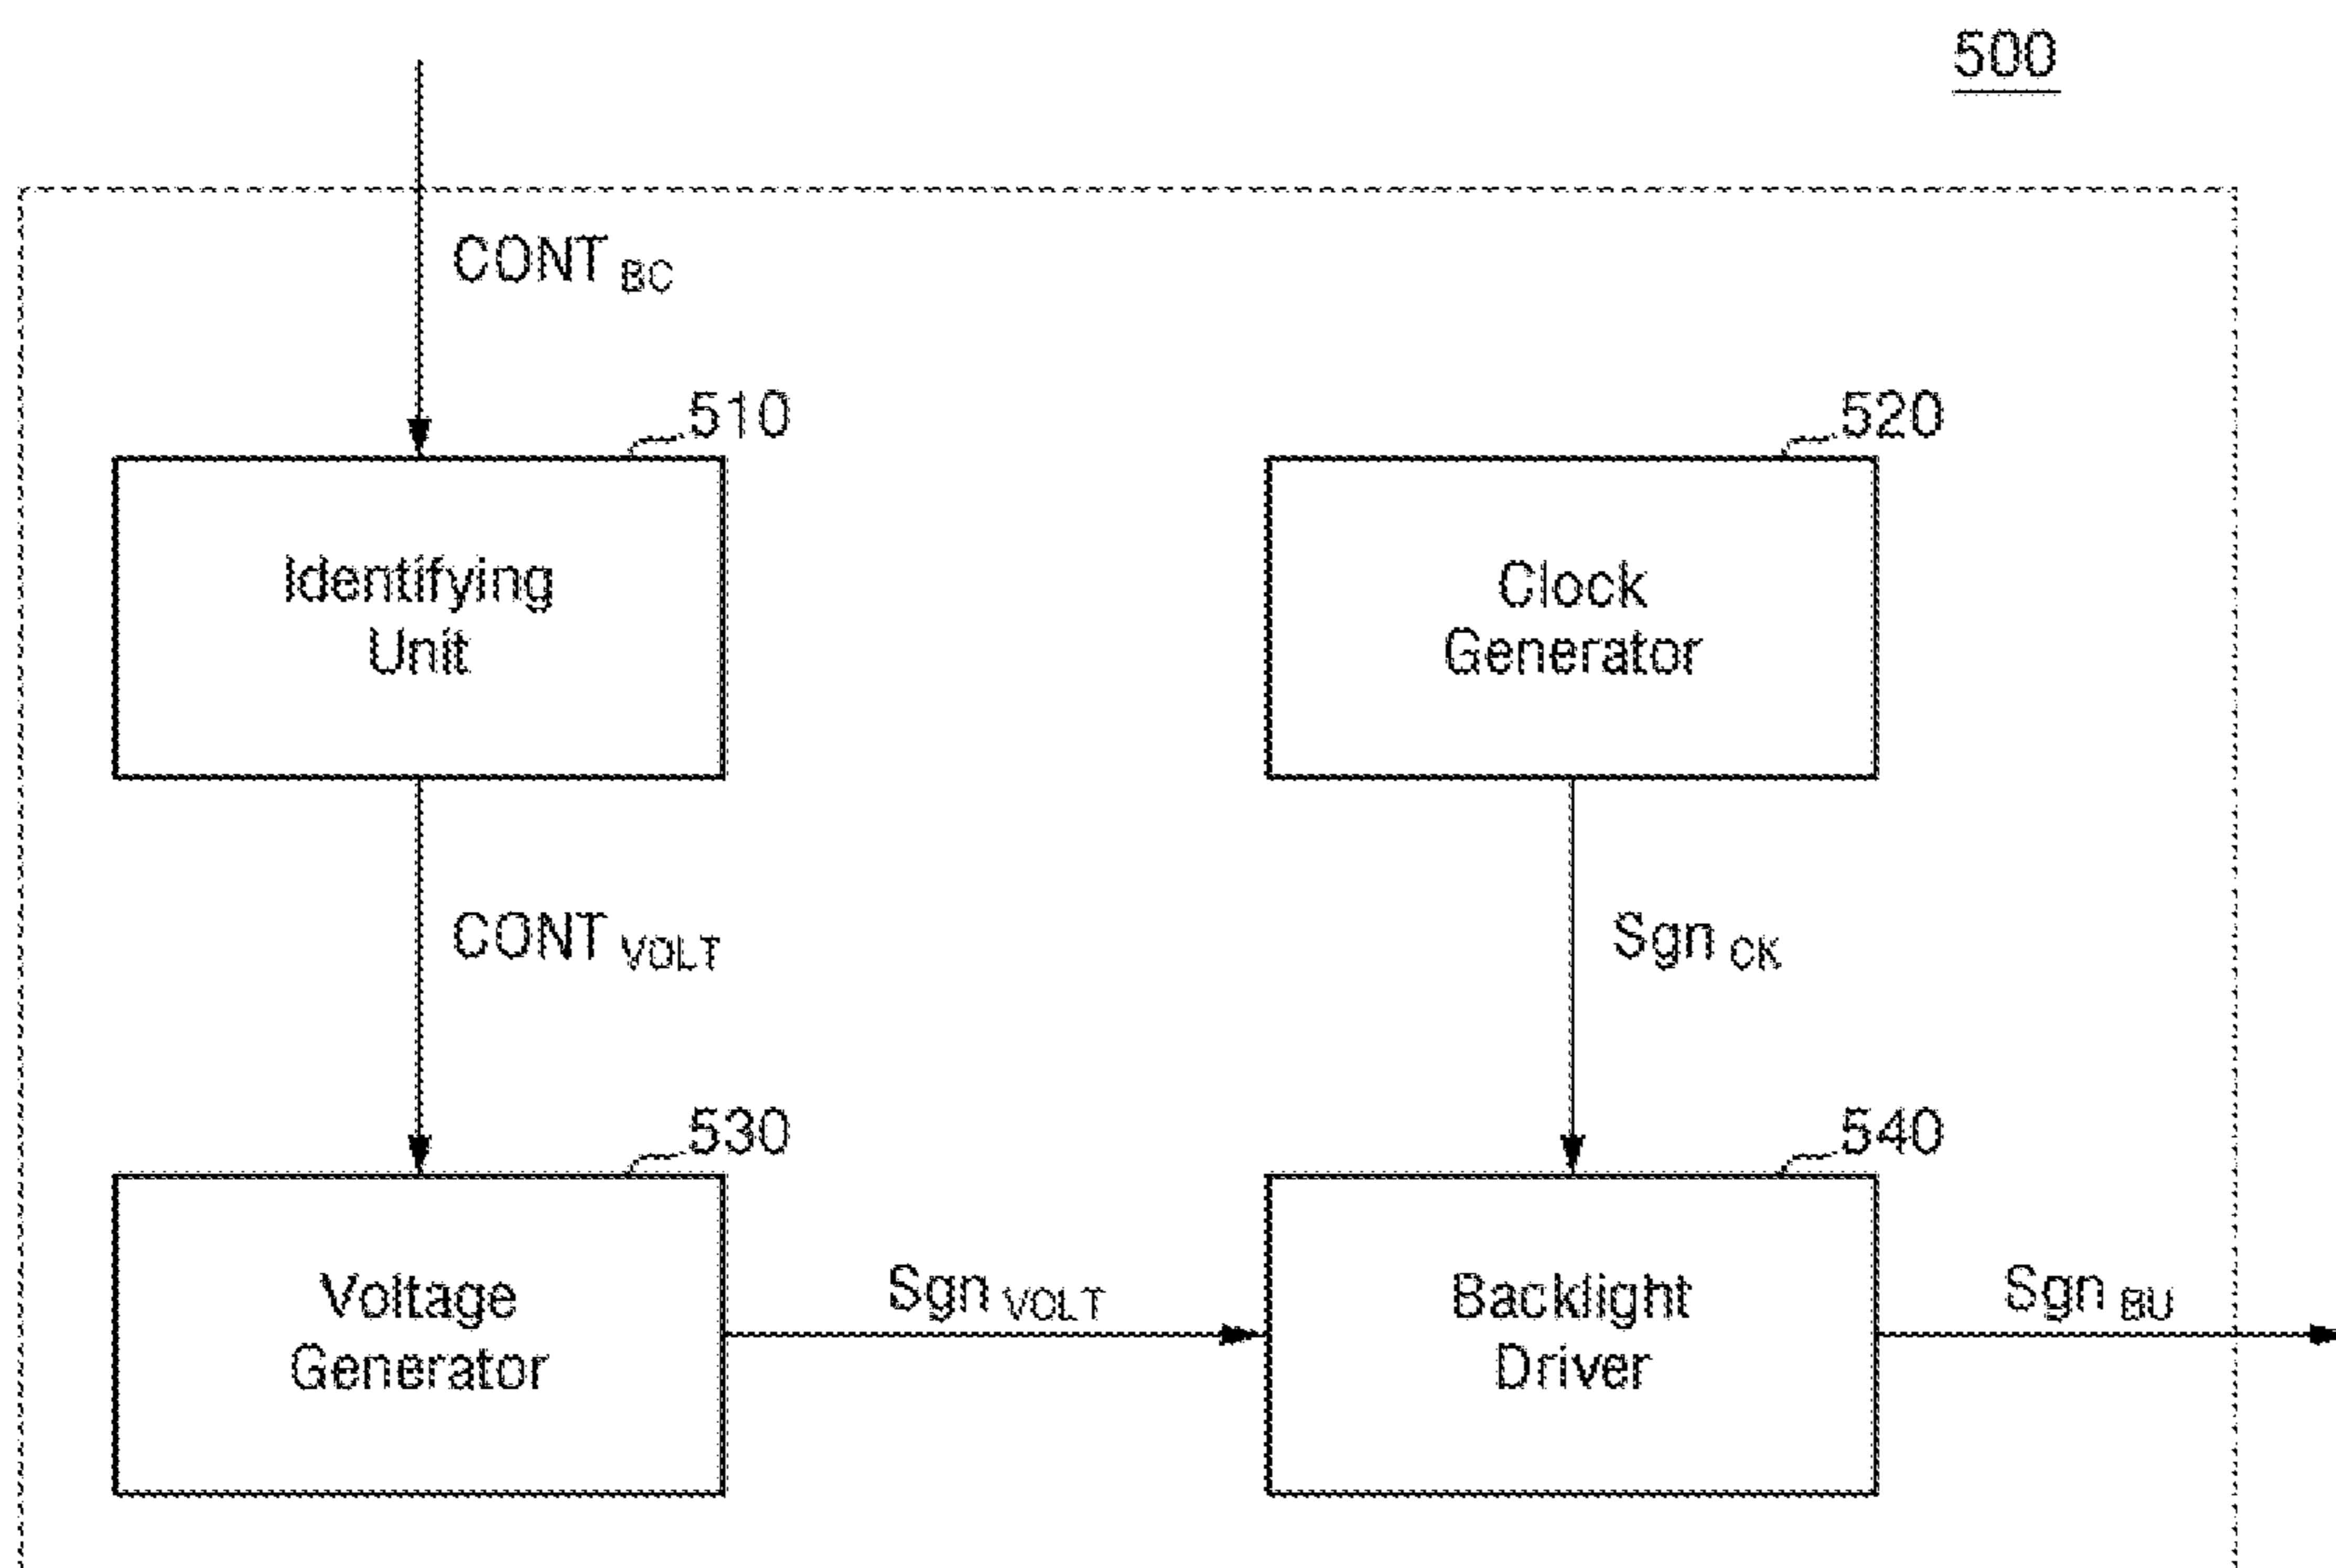 500
CONT BC
510
520
Identifying
Unit
Clock
Generator
CONT VOLT
Sgn CK
530
540
Voltage
Generator
Sgn VOLT
Backlight
Driver
Sgn BU